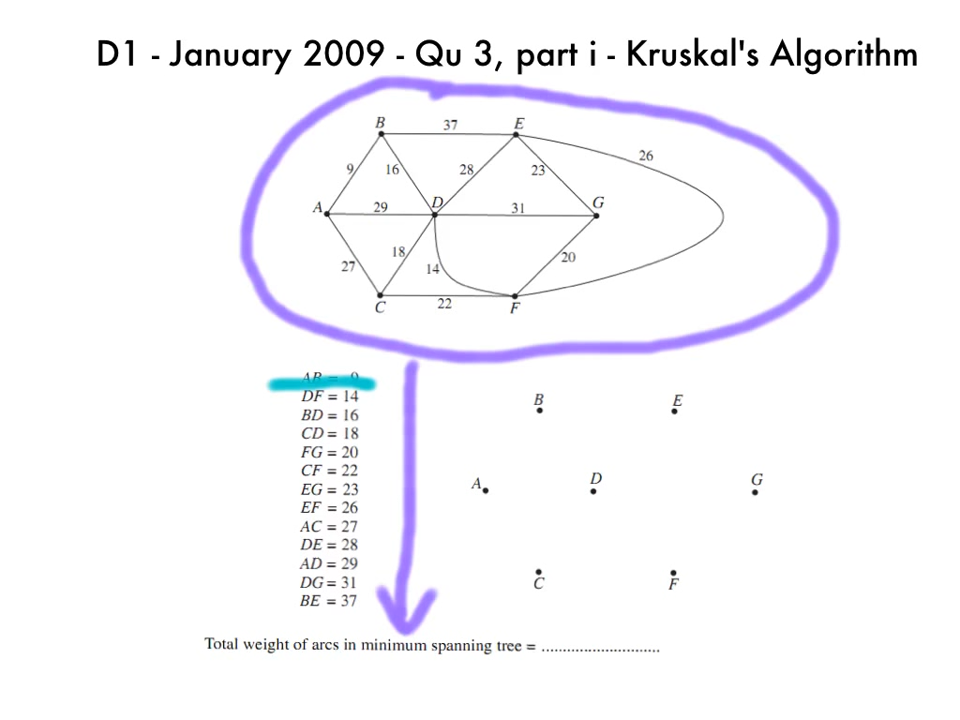 D1 - January 2009 - Qu 3, part i - Kruskal's Algorithm
B 37 E
26
9 16 28 23
A 29 D 31 G
27 18 14 20
C 22 F
AB = 9
DF = 14
BD = 16
CD = 18
FG = 20
CF = 22
EG = 23
EF = 26
AC = 27
DE = 28
AD = 29
DG = 31
BE = 37
B E
A D G
C F
Total weight of arcs in minimum spanning tree = ............................